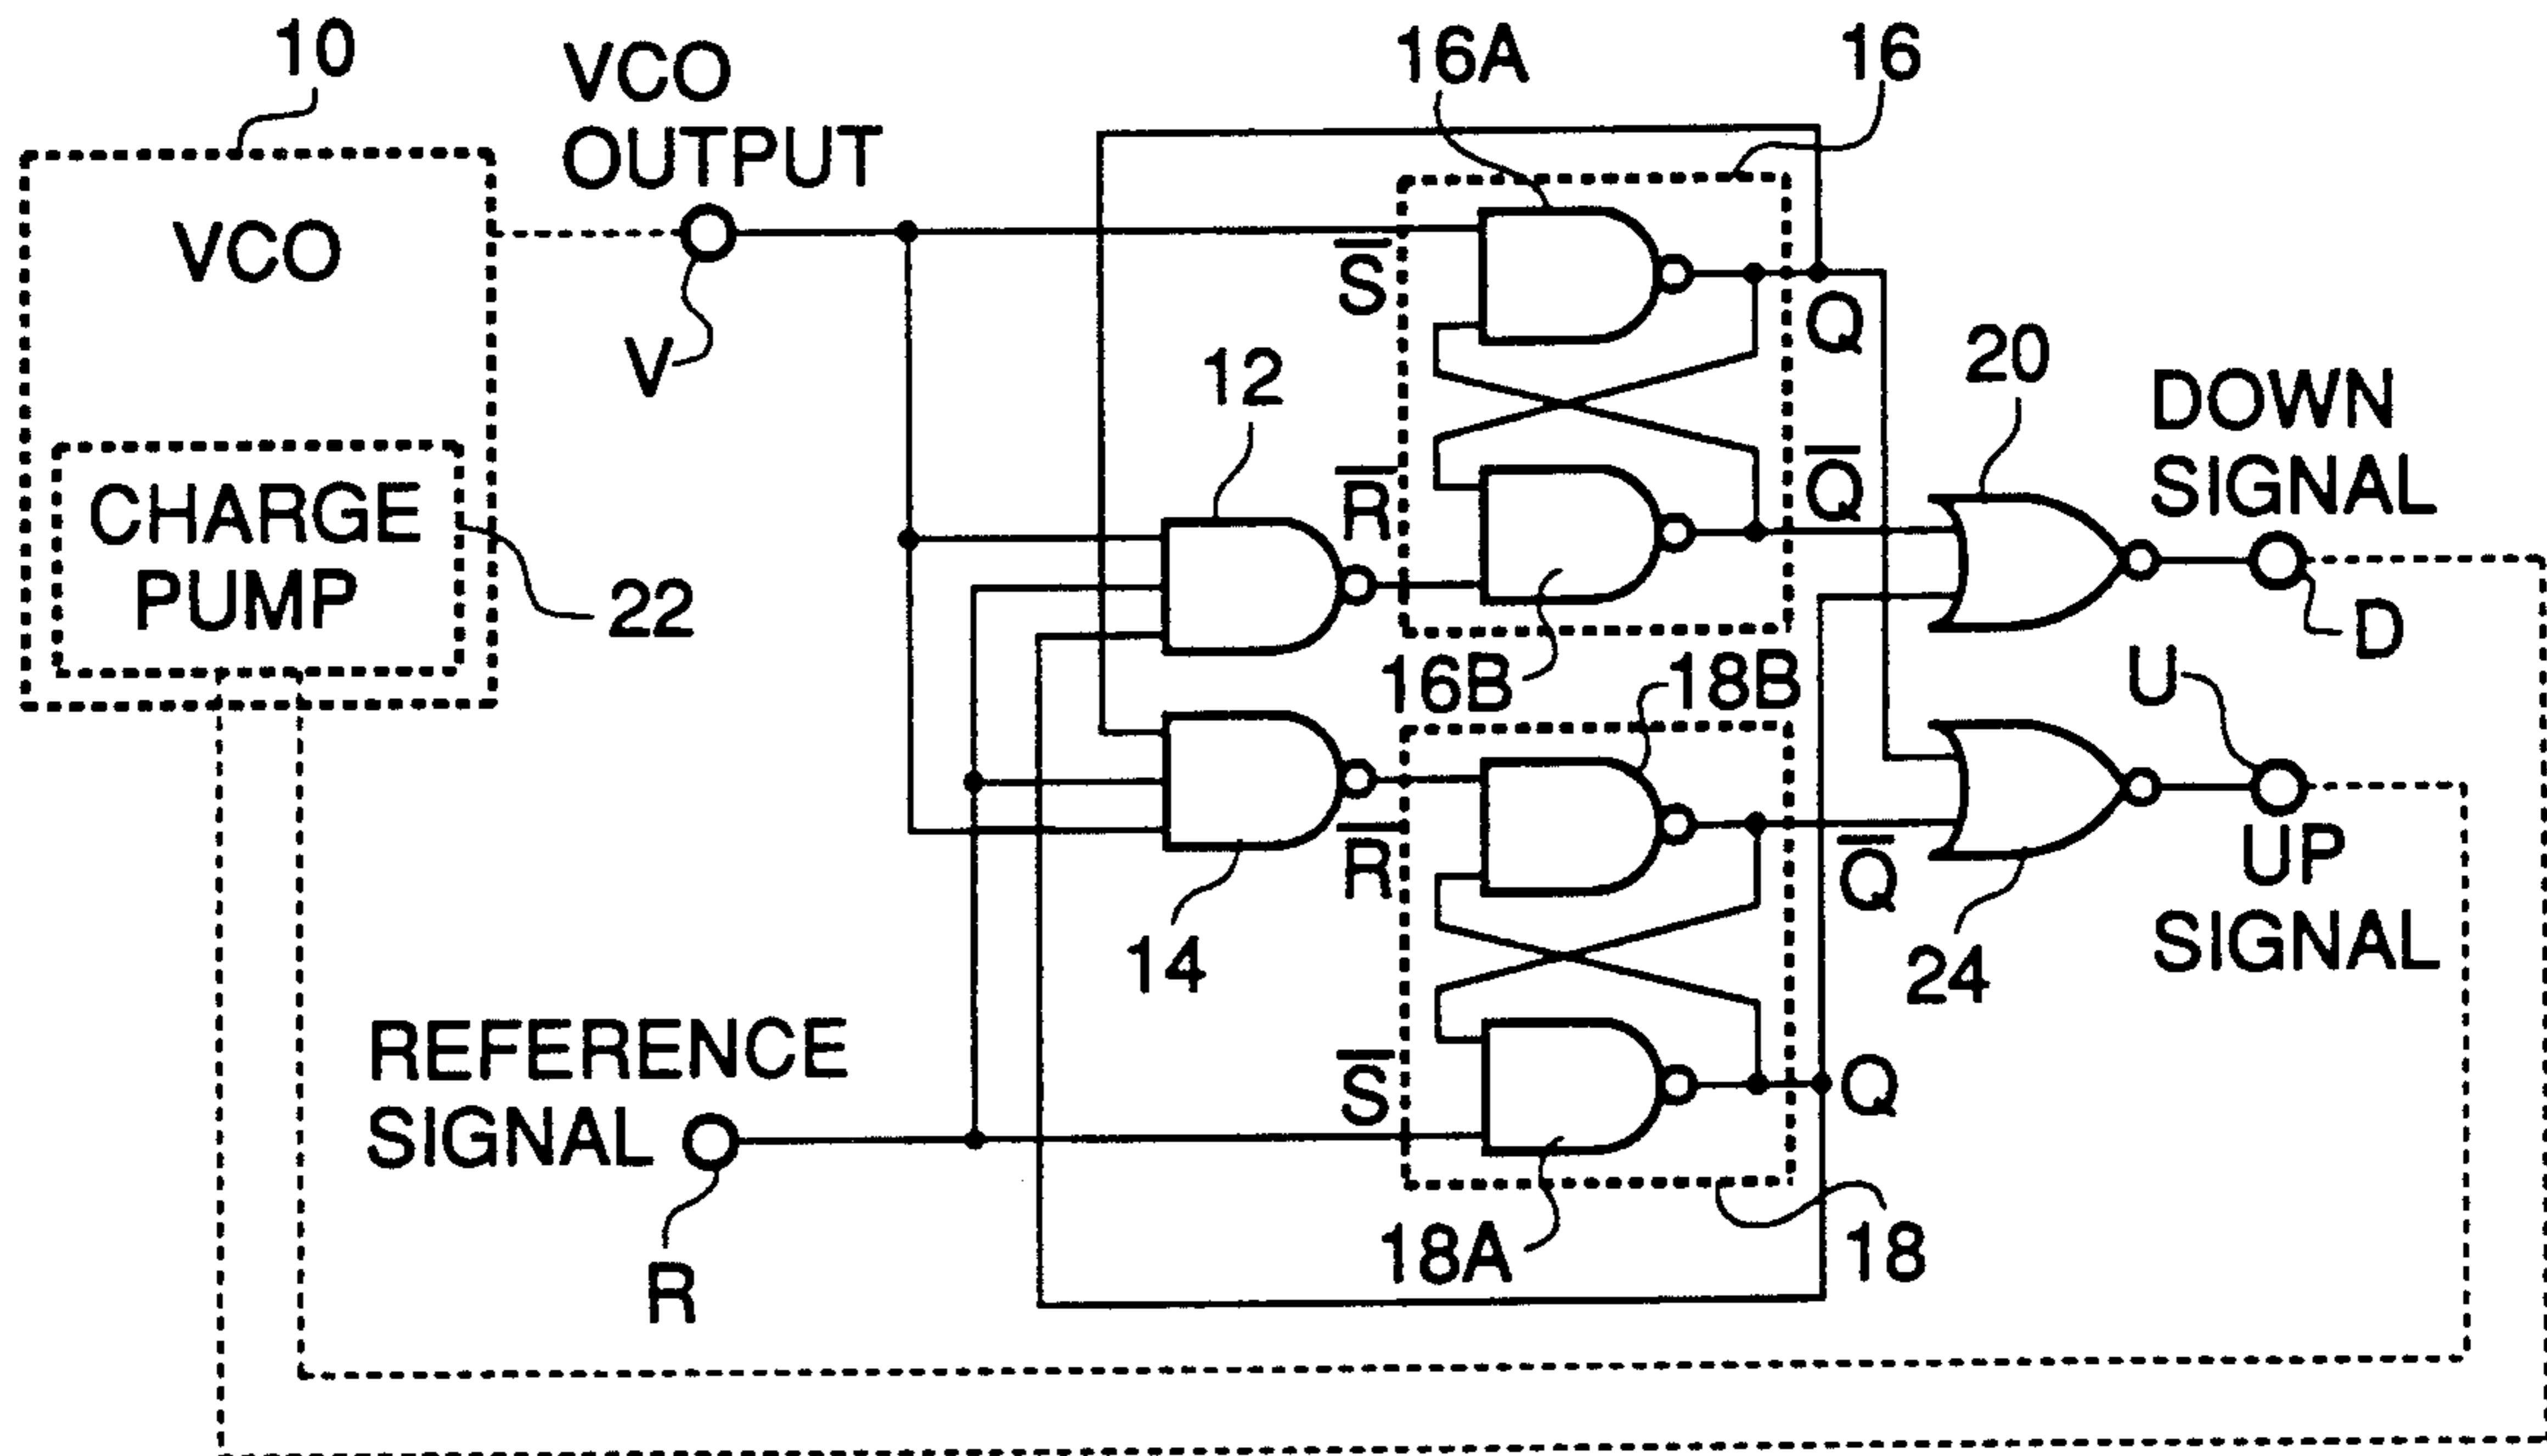 10
VCO
OUTPUT
16A
16
VCO
V
S̅
Q
12
20
DOWN
SIGNAL
CHARGE
PUMP
22
R̅
Q̅
D
16B
18B
U
R̅
Q̅
UP
SIGNAL
14
24
REFERENCE
SIGNAL
S̅
Q
R
18A
18